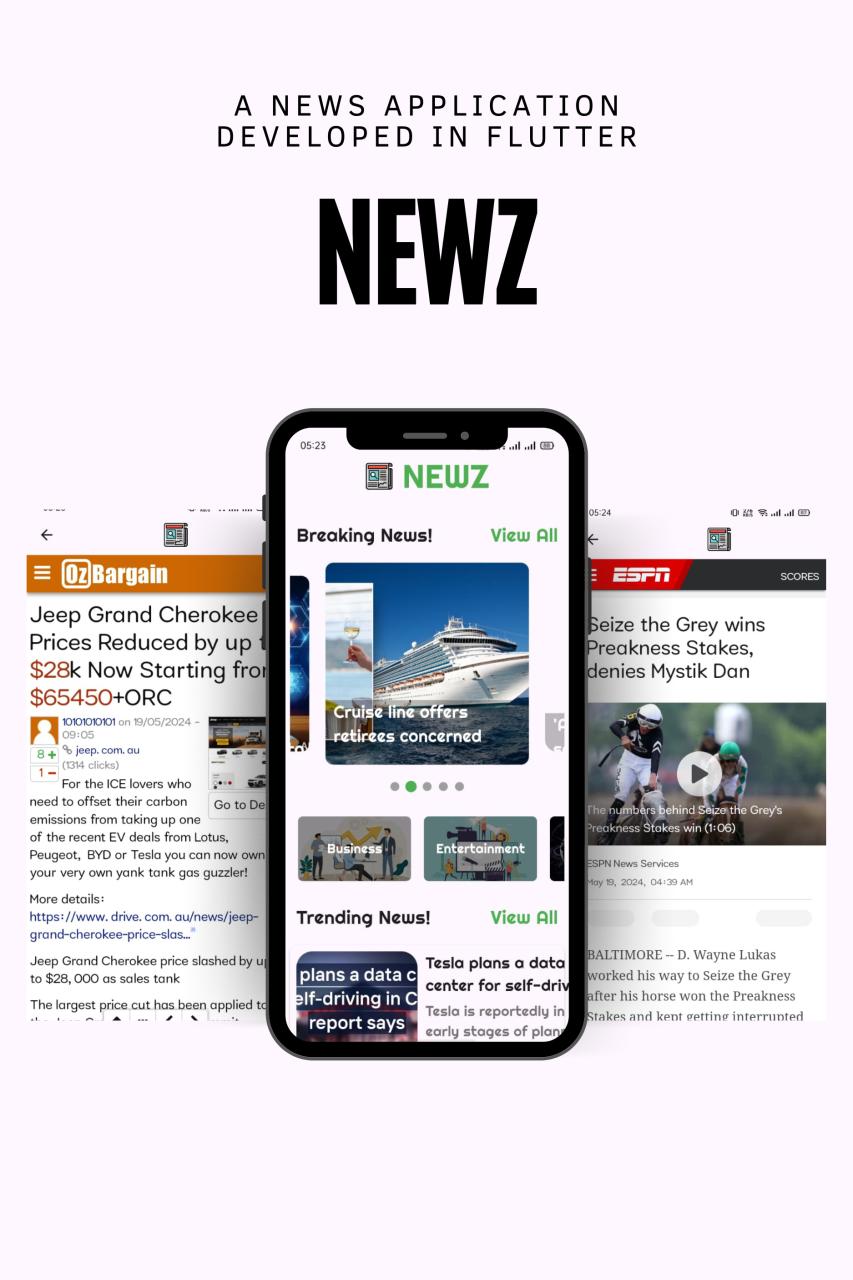 A NEWS APPLICATION
DEVELOPED IN FLUTTER
NEWZ
05:23
NEWZ
Breaking News!
View All
Cruise line offers
retirees concerned
Business
Entertainment
Trending News!
View All
plans a data c
elf-driving in C
report says
Tesla plans a data
center for self-driv
Tesla is reportedly in
early stages of plann
OzBargain
Jeep Grand Cherokee
Prices Reduced by up t
$28k Now Starting from
$65450+ORC
10101010101 on 19/05/2024 -
09:05
jeep. com. au
(1314 clicks)
8+
1-
Go to De
For the ICE lovers who
need to offset their carbon
emissions from taking up one
of the recent EV deals from Lotus,
Peugeot, BYD or Tesla you can now own
your very own yank tank gas guzzler!
More details:
https://www. drive. com. au/news/jeep-
grand-cherokee-price-slas…
Jeep Grand Cherokee price slashed by up
to $28, 000 as sales tank
The largest price cut has been applied to
05:24
ESPN
SCORES
Seize the Grey wins
Preakness Stakes,
denies Mystik Dan
The numbers behind Seize the Grey's
Preakness Stakes win (1:06)
ESPN News Services
May 19, 2024, 04:39 AM
BALTIMORE -- D. Wayne Lukas
worked his way to Seize the Grey
after his horse won the Preakness
Stakes and kept getting interrupted